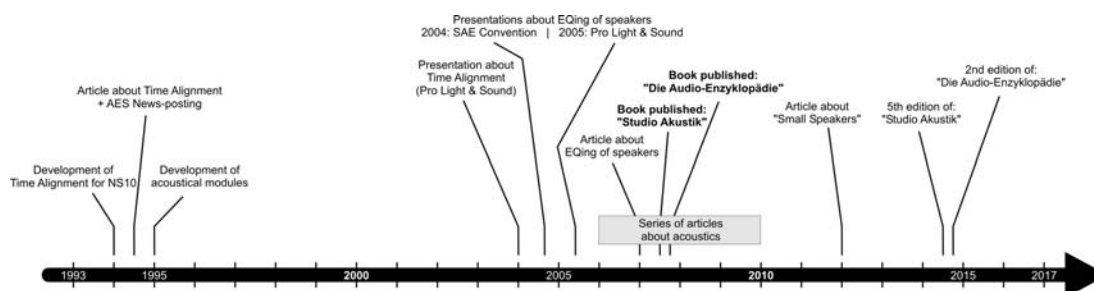 Presentations about EQing of speakers
2004: SAE Convention | 2005: Pro Light & Sound
Presentation about
Time Alignment
(Pro Light & Sound)
Book published:
"Die Audio-Enzyklopädie"
2nd edition of:
"Die Audio-Enzyklopädie"
Article about Time Alignment
+ AES News-posting
Book published:
"Studio Akustik"
Article about
"Small Speakers"
5th edition of:
"Studio Akustik"
Article about
EQing of speakers
Development of
Time Alignment for NS10
Development of
acoustical modules
Series of articles
about acoustics
1993 1995 2000 2005 2010 2015 2017